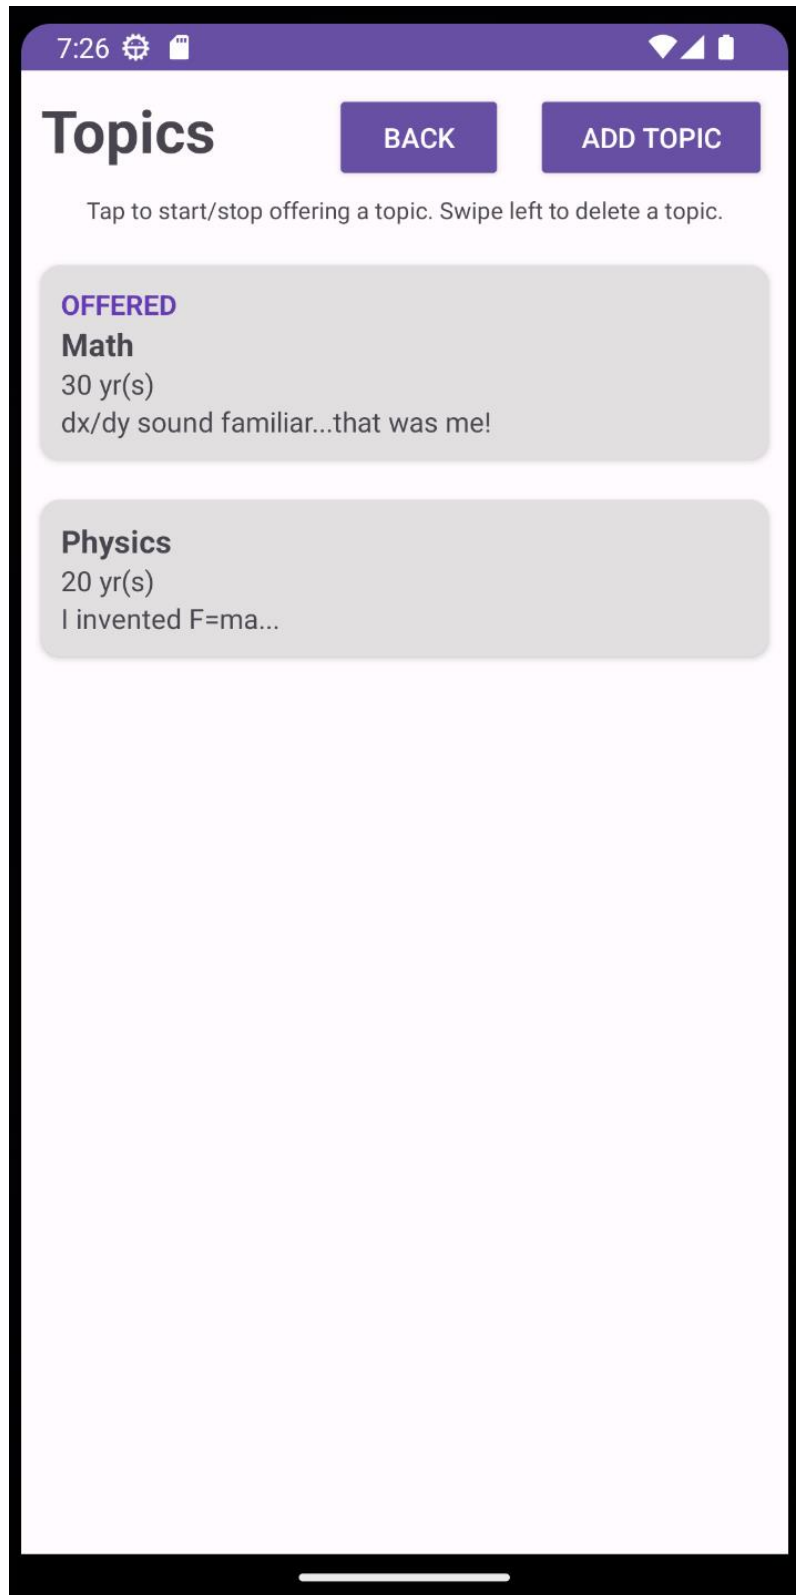 7:26
Topics
BACK
ADD TOPIC
Tap to start/stop offering a topic. Swipe left to delete a topic.
OFFERED
Math
30 yr(s)
dx/dy sound familiar...that was me!
Physics
20 yr(s)
I invented F=ma...